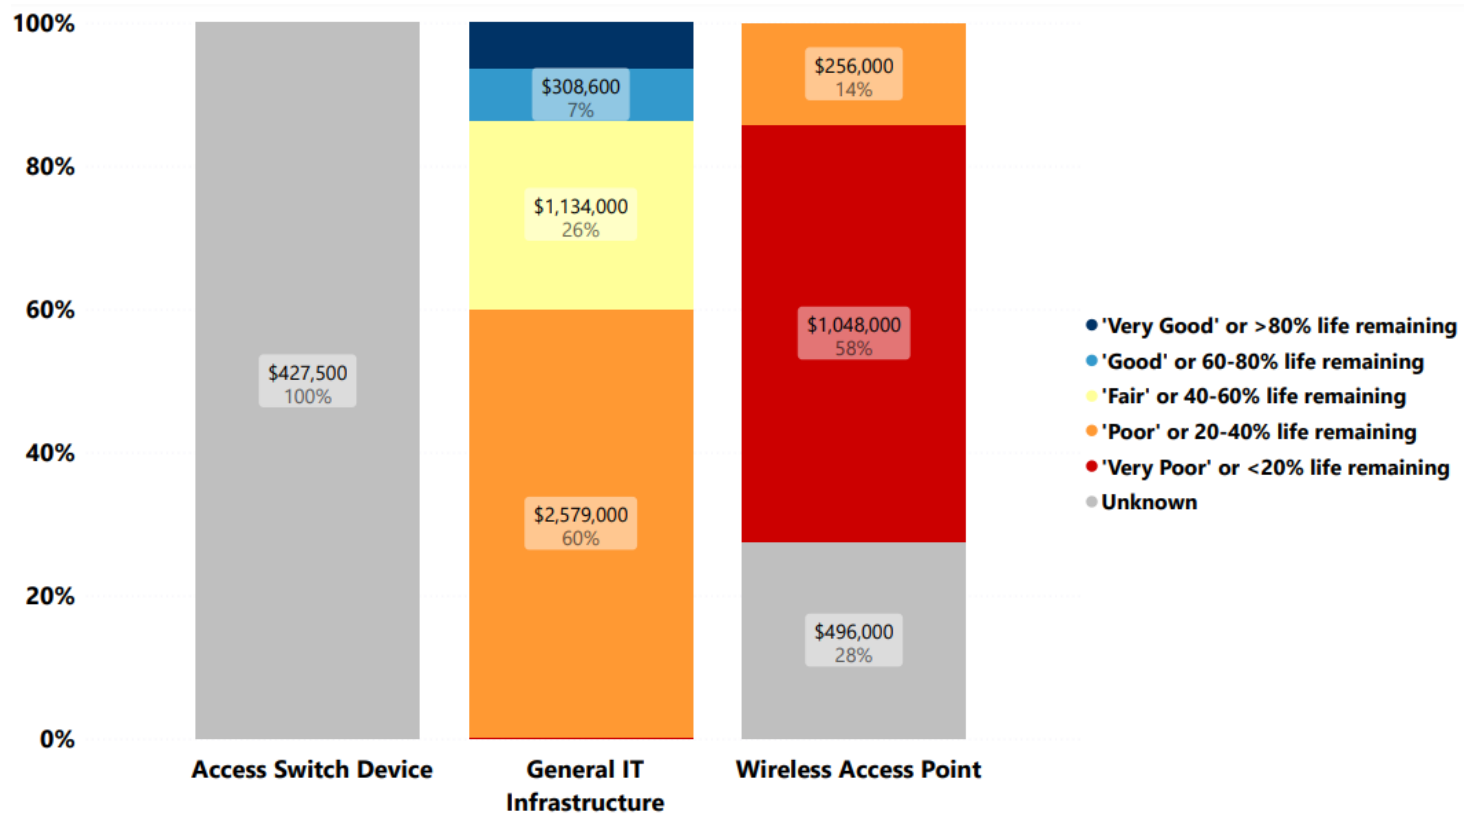 100%
80%
60%
40%
20%
0%
$427,500
100%
$308,600
7%
$1,134,000
26%
$2,579,000
60%
$256,000
14%
$1,048,000
58%
$496,000
28%
Access Switch Device
General IT
Infrastructure
Wireless Access Point
'Very Good' or >80% life remaining
'Good' or 60-80% life remaining
'Fair' or 40-60% life remaining
'Poor' or 20-40% life remaining
'Very Poor' or <20% life remaining
Unknown